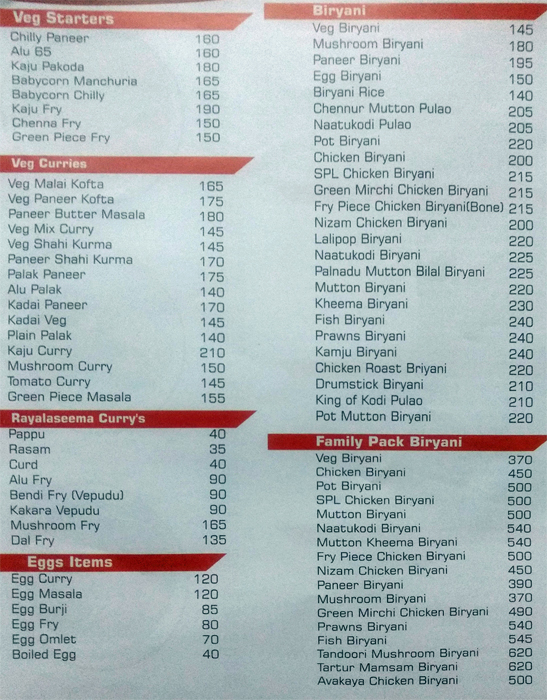 Veg Starters
Chilly Paneer 160
Alu 65 160
Kaju Pakoda 180
Babycorn Manchuria 165
Babycorn Chilly 165
Kaju Fry 190
Chenna Fry 150
Green Piece Fry 150
Veg Curries
Veg Malai Kofta 165
Veg Paneer Kofta 175
Paneer Butter Masala 180
Veg Mix Curry 145
Veg Shahi Kurma 145
Paneer Shahi Kurma 170
Palak Paneer 175
Alu Palak 140
Kadai Paneer 170
Kadai Veg 145
Plain Palak 140
Kaju Curry 210
Mushroom Curry 150
Tomato Curry 145
Green Piece Masala 155
Rayalaseema Curry's
Pappu 40
Rasam 35
Curd 40
Alu Fry 90
Bendi Fry (Vepudu) 90
Kakara Vepudu 90
Mushroom Fry 165
Dal Fry 135
Eggs Items
Egg Curry 120
Egg Masala 120
Egg Burji 85
Egg Fry 80
Egg Omlet 70
Boiled Egg 40
Biryani
Veg Biryani 145
Mushroom Biryani 180
Paneer Biryani 195
Egg Biryani 150
Biryani Rice 140
Chennur Mutton Pulao 205
Naatukodi Pulao 205
Pot Biryani 220
Chicken Biryani 200
SPL Chicken Biryani 215
Green Mirchi Chicken Biryani 215
Fry Piece Chicken Biryani(Bone) 215
Nizam Chicken Biryani 200
Lalipop Biryani 220
Naatukodi Biryani 225
Palnadu Mutton Bilal Biryani 225
Mutton Biryani 220
Kheema Biryani 230
Fish Biryani 240
Prawns Biryani 240
Kamju Biryani 240
Chicken Roast Bryiani 220
Drumstick Biryani 210
King of Kodi Pulao 210
Pot Mutton Biryani 220
Family Pack Biryani
Veg Biryani 370
Chicken Biryani 450
Pot Biryani 500
SPL Chicken Biryani 500
Mutton Biryani 500
Naatukodi Biryani 540
Mutton Kheema Biryani 540
Fry Piece Chicken Biryani 500
Nizam Chicken Biryani 450
Paneer Biryani 390
Mushroom Biryani 370
Green Mirchi Chicken Biryani 490
Prawns Biryani 540
Fish Biryani 545
Tandoori Mushroom Biryani 620
Tartur Mamsam Biryani 620
Avakaya Chicken Biryani 500